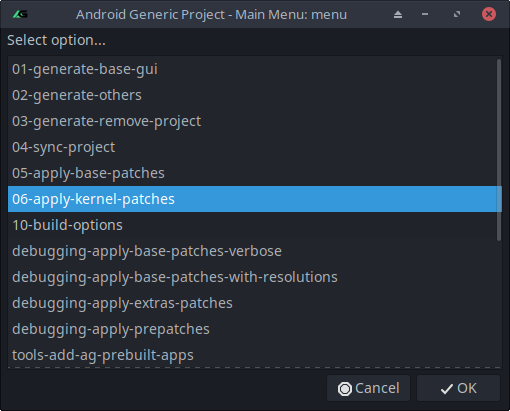 Android Generic Project - Main Menu: menu
Select option...
01-generate-base-gui
02-generate-others
03-generate-remove-project
04-sync-project
05-apply-base-patches
06-apply-kernel-patches
10-build-options
debugging-apply-base-patches-verbose
debugging-apply-base-patches-with-resolutions
debugging-apply-extras-patches
debugging-apply-prepatches
tools-add-ag-prebuilt-apps
Cancel OK